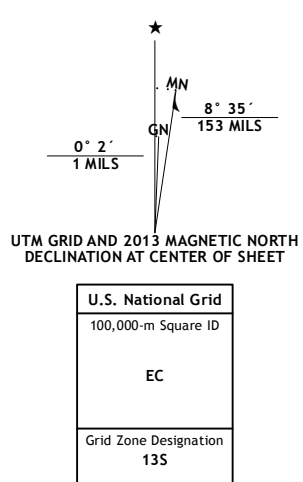 ★
MN
GN
8° 35´
153 MILS
0° 2´
1 MILS
UTM GRID AND 2013 MAGNETIC NORTH
DECLINATION AT CENTER OF SHEET
U.S. National Grid
100,000-m Square ID
EC
Grid Zone Designation
13S